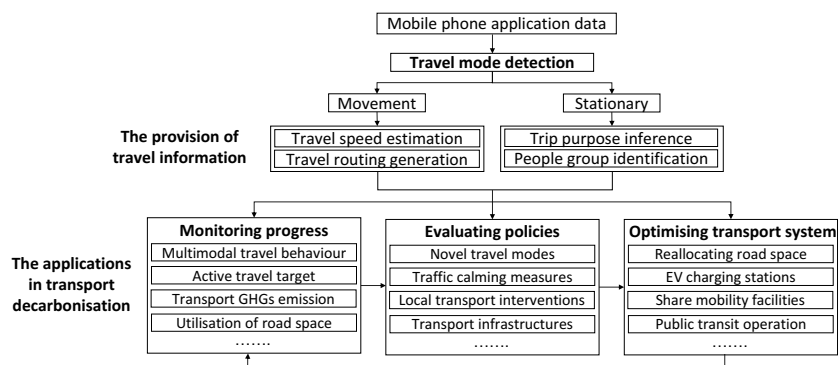 Mobile phone application data
Travel mode detection
Movement
Stationary
The provision of
travel information
Travel speed estimation
Travel routing generation
Trip purpose inference
People group identification
The applications
in transport
decarbonisation
Monitoring progress
Multimodal travel behaviour
Active travel target
Transport GHGs emission
Utilisation of road space
.......
Evaluating policies
Novel travel modes
Traffic calming measures
Local transport interventions
Transport infrastructures
.......
Optimising transport system
Reallocating road space
EV charging stations
Share mobility facilities
Public transit operation
.......